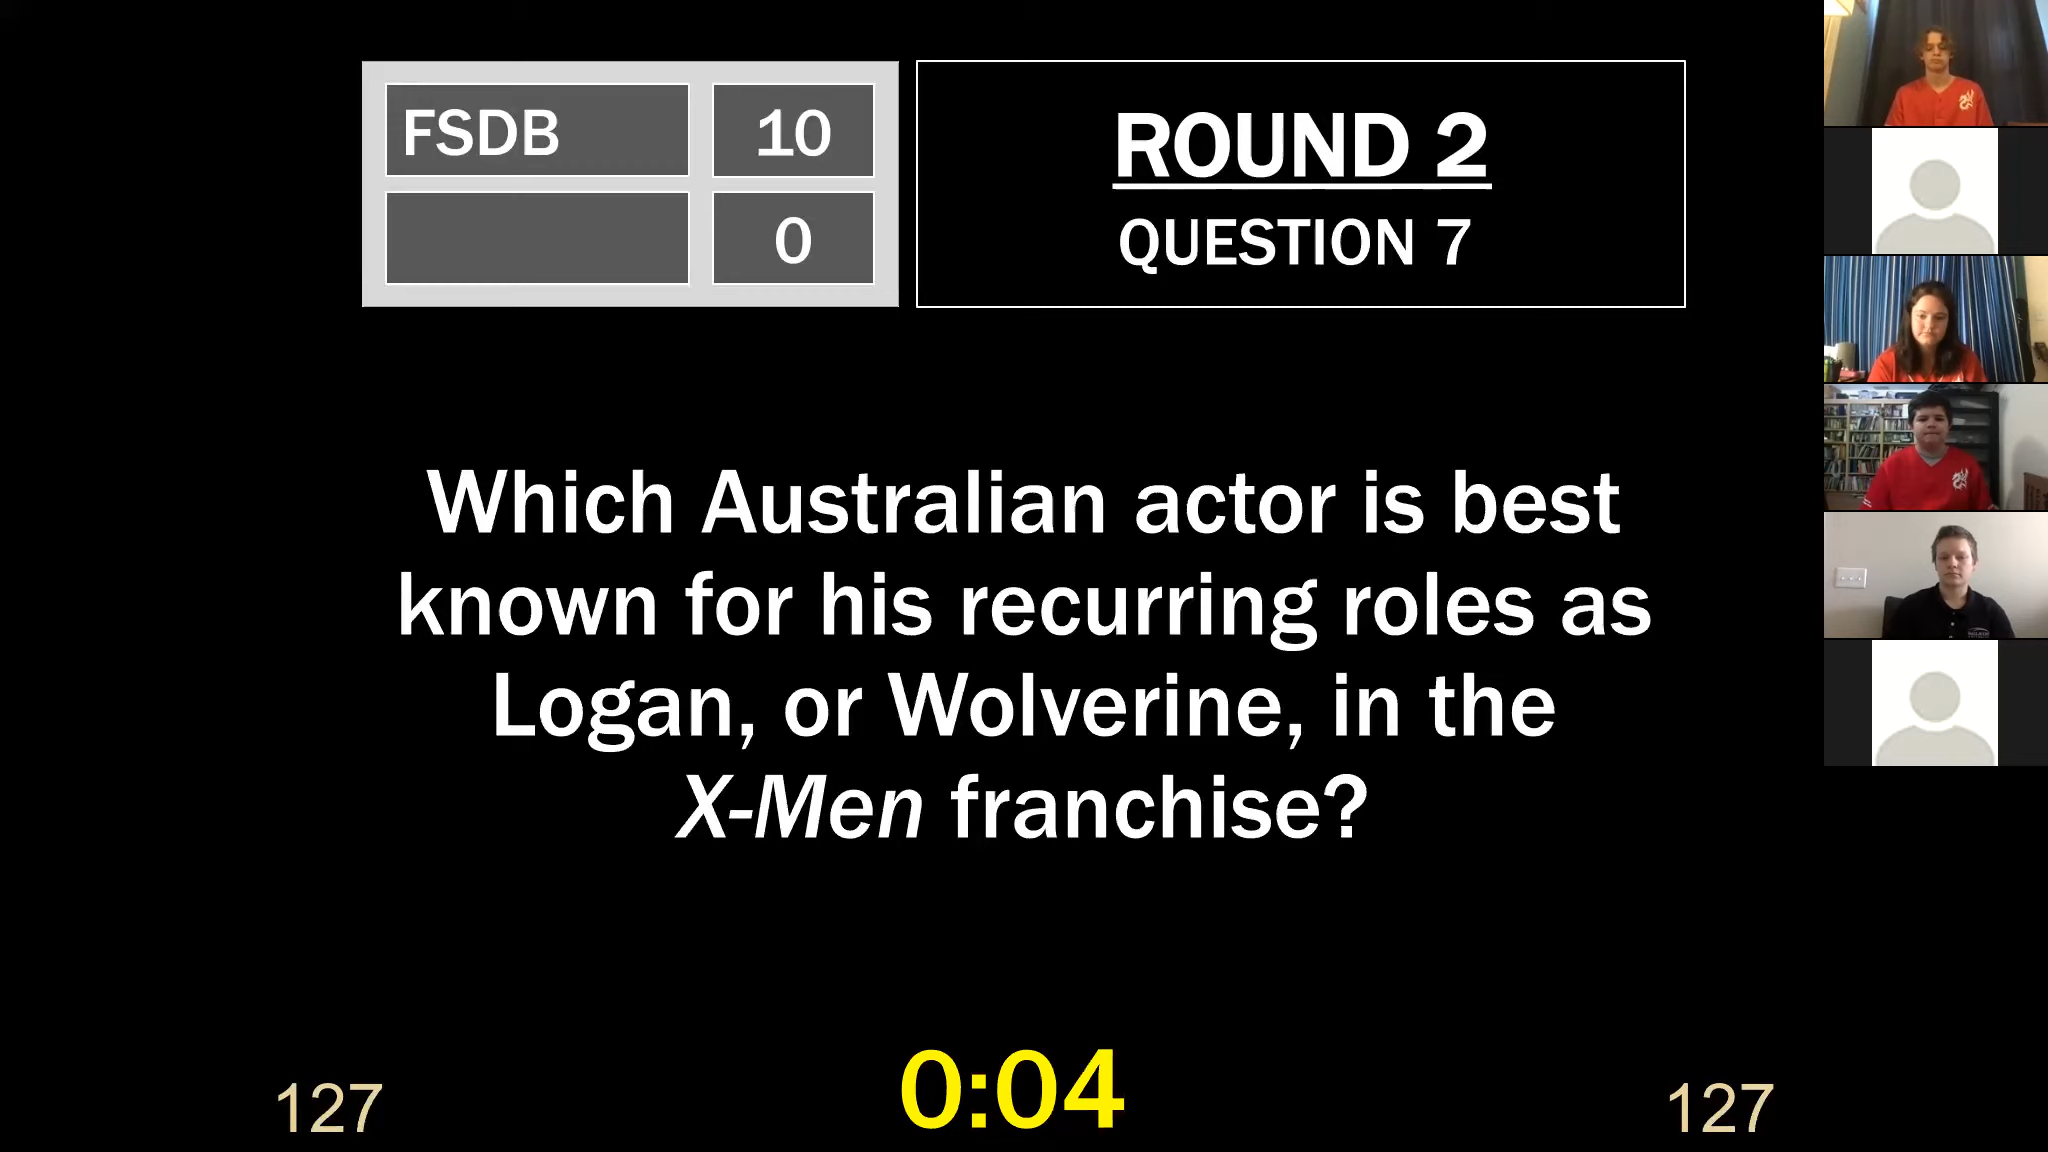 FSDB 10
0
ROUND 2
QUESTION 7
Which Australian actor is best
known for his recurring roles as
Logan, or Wolverine, in the
X-Men franchise?
127 0:04 127